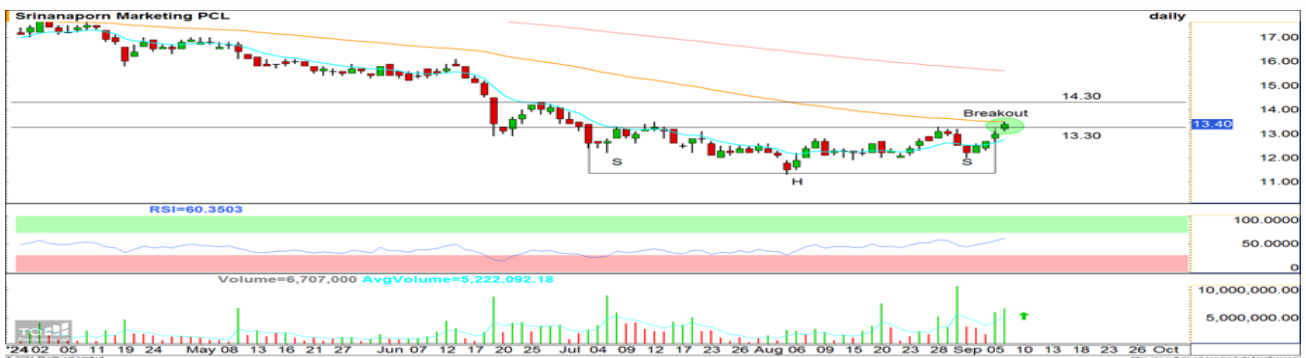 Srinanaporn Marketing PCL daily
17.00
16.00
15.00
14.30
14.00
Breakout
13.40
13.30
13.00
12.00
S S
11.00
H
RSI=60.3503
100.0000
50.0000
0
Volume=6,707,000 AvgVolume=5,222,092.18
10,000,000.00
5,000,000.00
'24 02 05 11 19 24 May 08 13 16 21 27 Jun 07 12 17 20 25 Jul 04 09 12 17 23 26 Aug 06 09 15 20 23 28 Sep 05 10 13 18 23 26 Oct